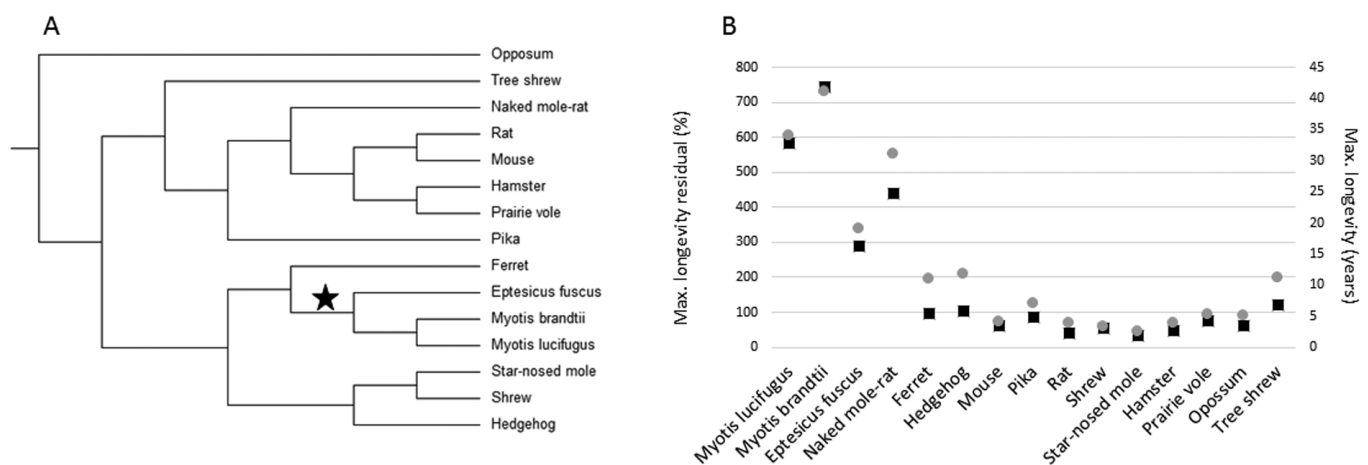 A
Opposum
Tree shrew
Naked mole-rat
Rat
Mouse
Hamster
Prairie vole
Pika
Ferret
Eptesicus fuscus
Myotis brandtii
Myotis lucifugus
Star-nosed mole
Shrew
Hedgehog
B
Max. longevity residual (%)
800
700
600
500
400
300
200
100
0
45
40
35
30
25
20
15
10
5
0
Max. longevity (years)
Myotis lucifugus
Myotis brandtii
Eptesicus fuscus
Naked mole-rat
Ferret
Hedgehog
Mouse
Pika
Rat
Shrew
Star-nosed mole
Hamster
Prairie vole
Opossum
Tree shrew